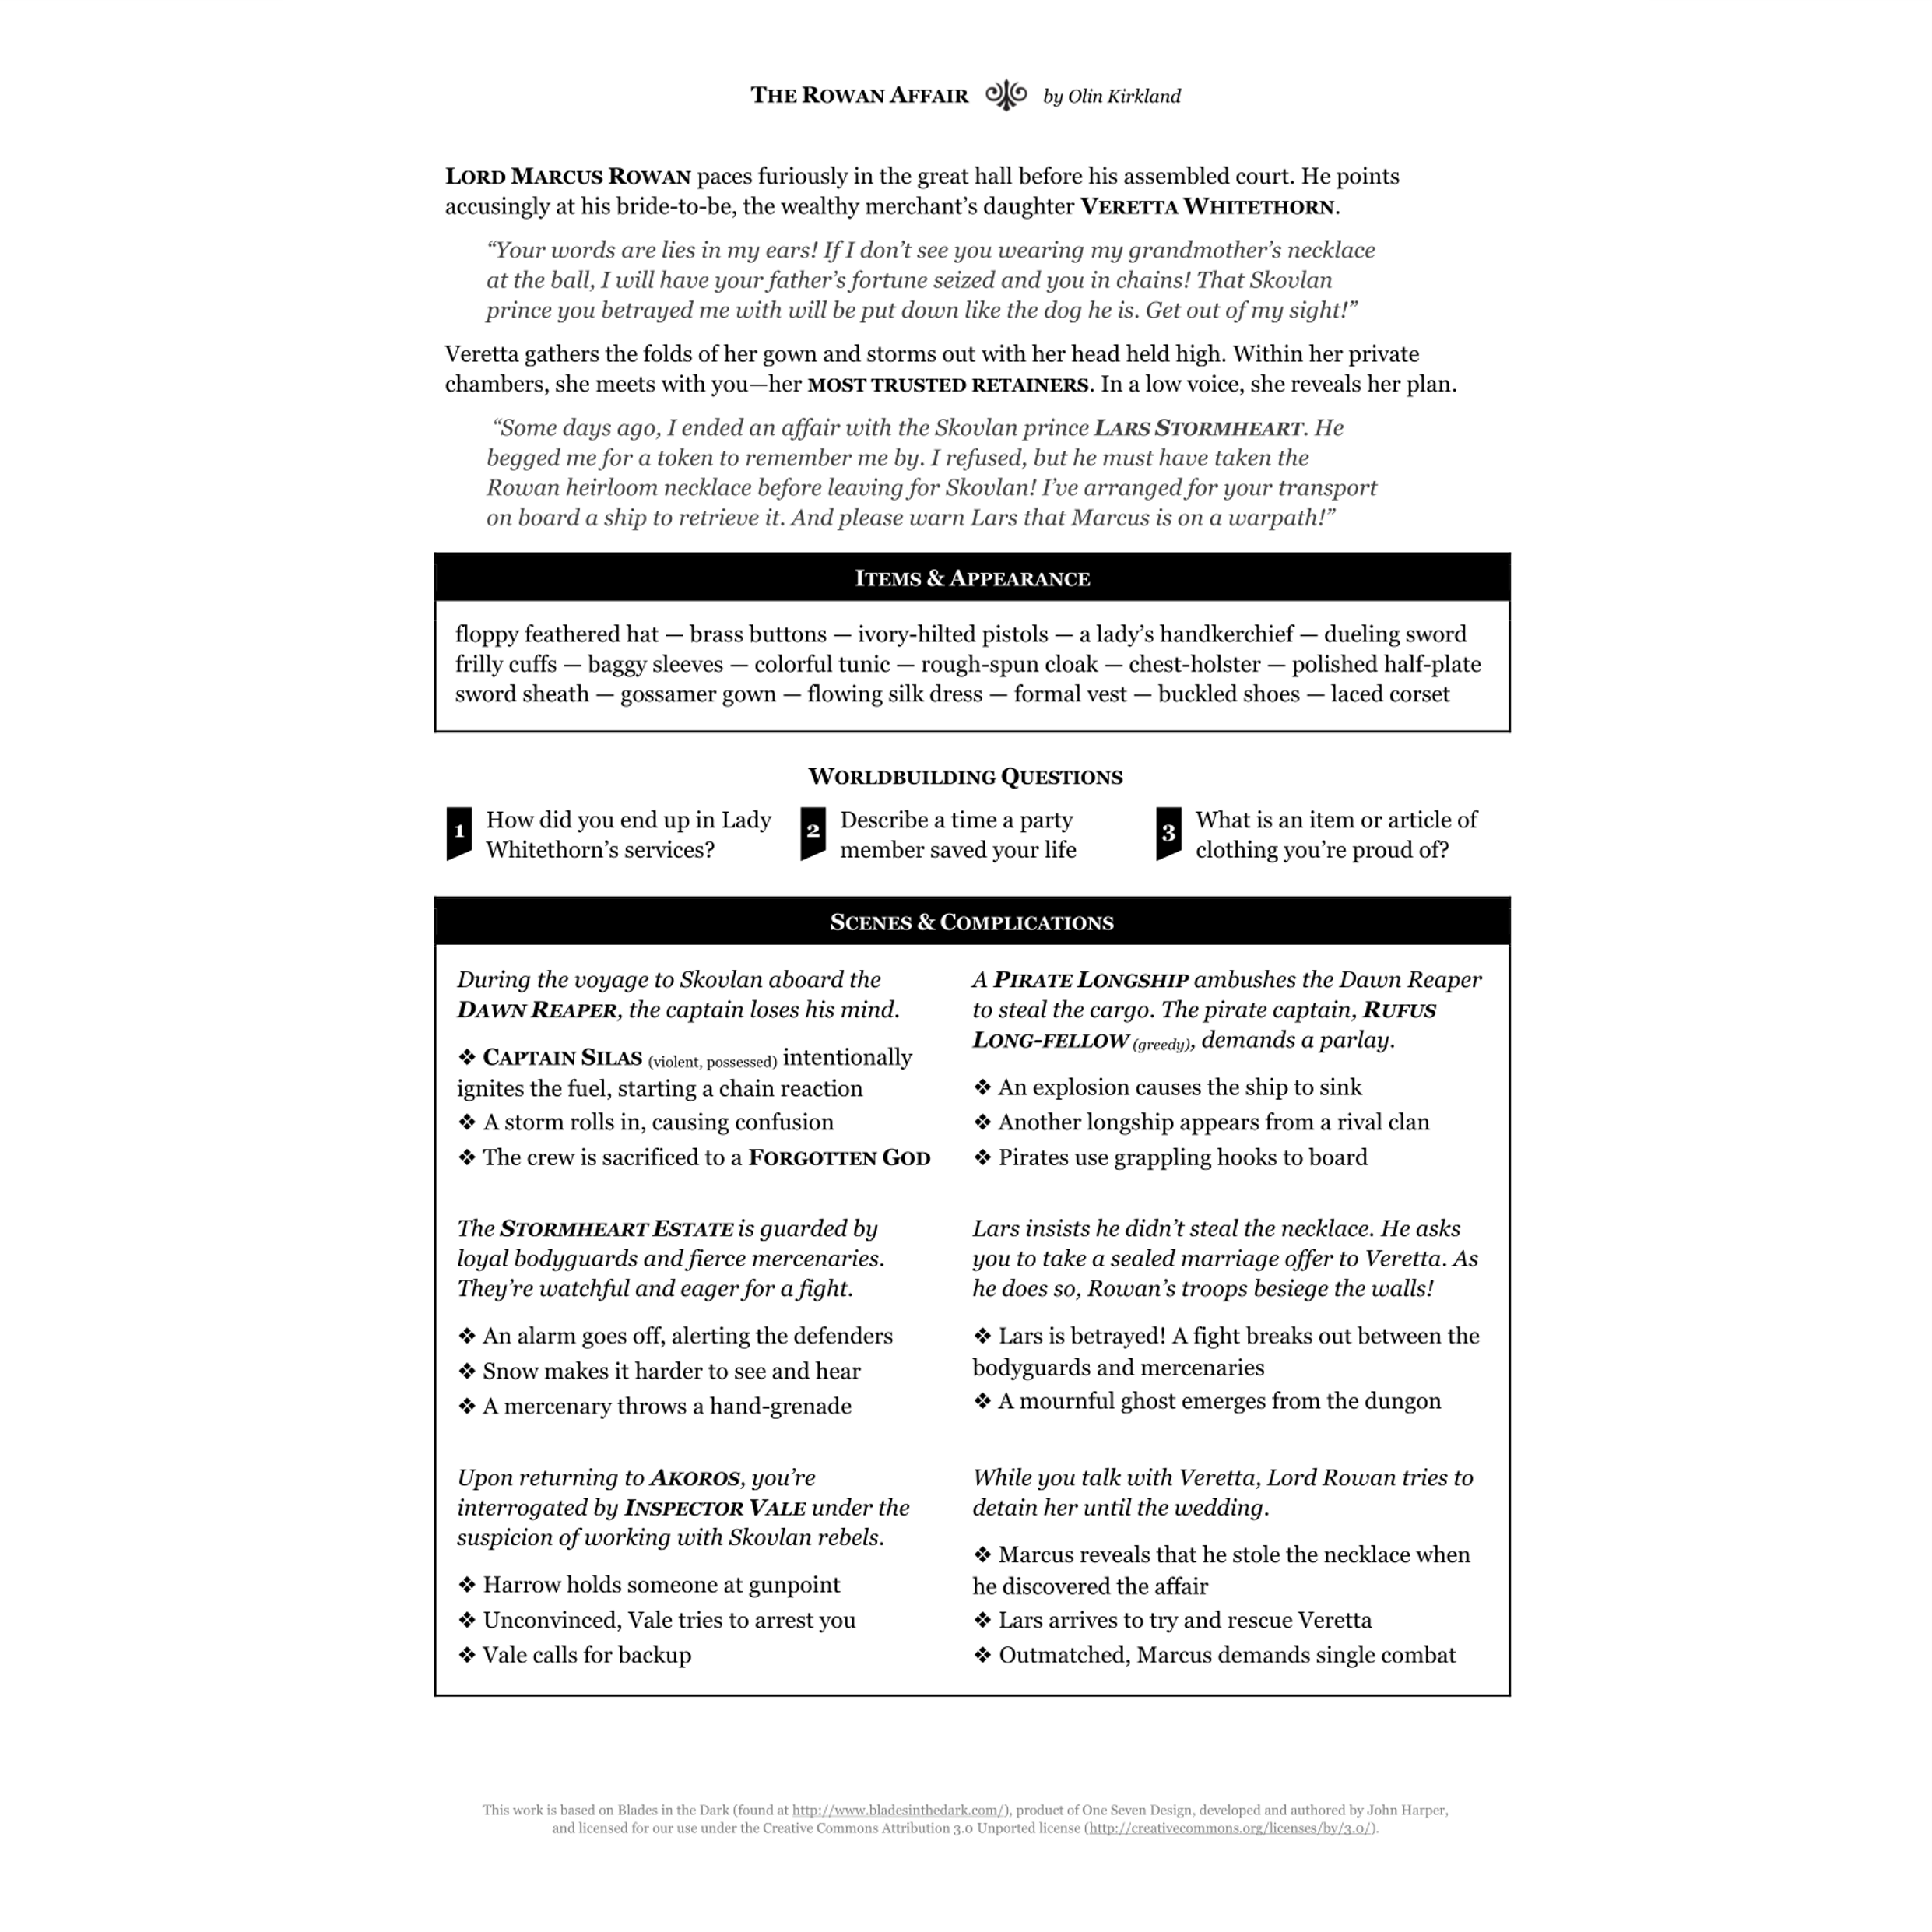 THE ROWAN AFFAIR by Olin Kirkland
LORD MARCUS ROWAN paces furiously in the great hall before his assembled court. He points
accusingly at his bride-to-be, the wealthy merchant’s daughter VERETTA WHITETHORN.
“Your words are lies in my ears! If I don’t see you wearing my grandmother’s necklace
at the ball, I will have your father’s fortune seized and you in chains! That Skovlan
prince you betrayed me with will be put down like the dog he is. Get out of my sight!”
Veretta gathers the folds of her gown and storms out with her head held high. Within her private
chambers, she meets with you—her MOST TRUSTED RETAINERS. In a low voice, she reveals her plan.
“Some days ago, I ended an affair with the Skovlan prince LARS STORMHEART. He
begged me for a token to remember me by. I refused, but he must have taken the
Rowan heirloom necklace before leaving for Skovlan! I’ve arranged for your transport
on board a ship to retrieve it. And please warn Lars that Marcus is on a warpath!”
ITEMS & APPEARANCE
floppy feathered hat — brass buttons — ivory-hilted pistols — a lady’s handkerchief — dueling sword
frilly cuffs — baggy sleeves — colorful tunic — rough-spun cloak — chest-holster — polished half-plate
sword sheath — gossamer gown — flowing silk dress — formal vest — buckled shoes — laced corset
WORLDBUILDING QUESTIONS
1 How did you end up in Lady
Whitethorn’s services?
2 Describe a time a party
member saved your life
3 What is an item or article of
clothing you’re proud of?
SCENES & COMPLICATIONS
During the voyage to Skovlan aboard the
DAWN REAPER, the captain loses his mind.
❖ CAPTAIN SILAS (violent, possessed) intentionally
ignites the fuel, starting a chain reaction
❖ A storm rolls in, causing confusion
❖ The crew is sacrificed to a FORGOTTEN GOD
A PIRATE LONGSHIP ambushes the Dawn Reaper
to steal the cargo. The pirate captain, RUFUS
LONG-FELLOW (greedy), demands a parlay.
❖ An explosion causes the ship to sink
❖ Another longship appears from a rival clan
❖ Pirates use grappling hooks to board
The STORMHEART ESTATE is guarded by
loyal bodyguards and fierce mercenaries.
They’re watchful and eager for a fight.
❖ An alarm goes off, alerting the defenders
❖ Snow makes it harder to see and hear
❖ A mercenary throws a hand-grenade
Lars insists he didn’t steal the necklace. He asks
you to take a sealed marriage offer to Veretta. As
he does so, Rowan’s troops besiege the walls!
❖ Lars is betrayed! A fight breaks out between the
bodyguards and mercenaries
❖ A mournful ghost emerges from the dungon
Upon returning to AKOROS, you’re
interrogated by INSPECTOR VALE under the
suspicion of working with Skovlan rebels.
❖ Harrow holds someone at gunpoint
❖ Unconvinced, Vale tries to arrest you
❖ Vale calls for backup
While you talk with Veretta, Lord Rowan tries to
detain her until the wedding.
❖ Marcus reveals that he stole the necklace when
he discovered the affair
❖ Lars arrives to try and rescue Veretta
❖ Outmatched, Marcus demands single combat
This work is based on Blades in the Dark (found at http://www.bladesinthedark.com/), product of One Seven Design, developed and authored by John Harper,
and licensed for our use under the Creative Commons Attribution 3.0 Unported license (http://creativecommons.org/licenses/by/3.0/).